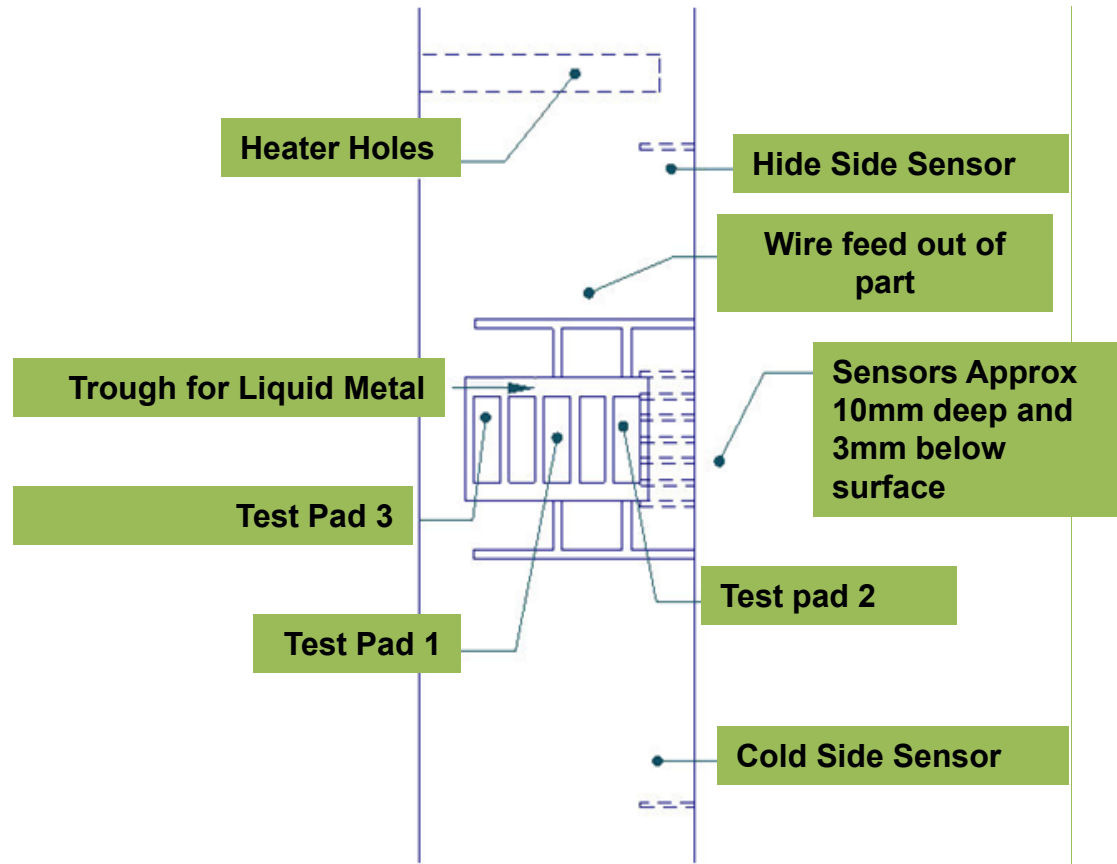 Heater Holes
Hide Side Sensor
Wire feed out of
part
Trough for Liquid Metal
Sensors Approx
10mm deep and
3mm below
surface
Test Pad 3
Test pad 2
Test Pad 1
Cold Side Sensor